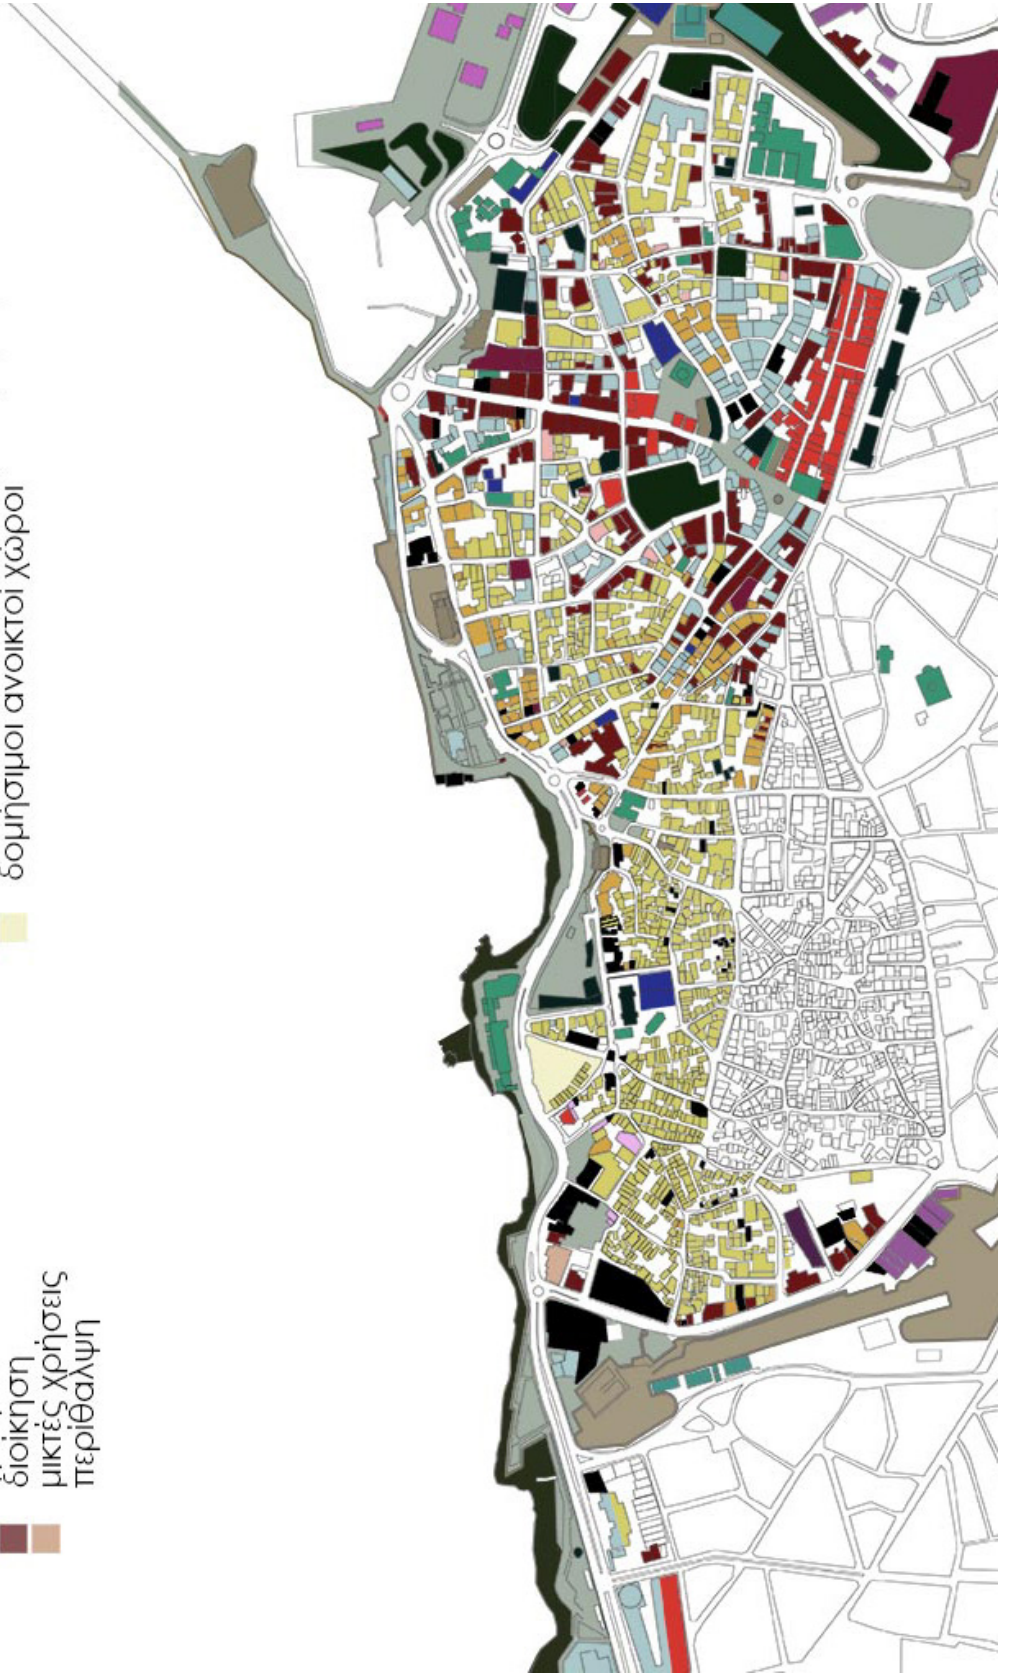 δομήσιμοι ανοικτοί χώροι
διοίκηση
μικτές χρήσεις
περίθαλψη